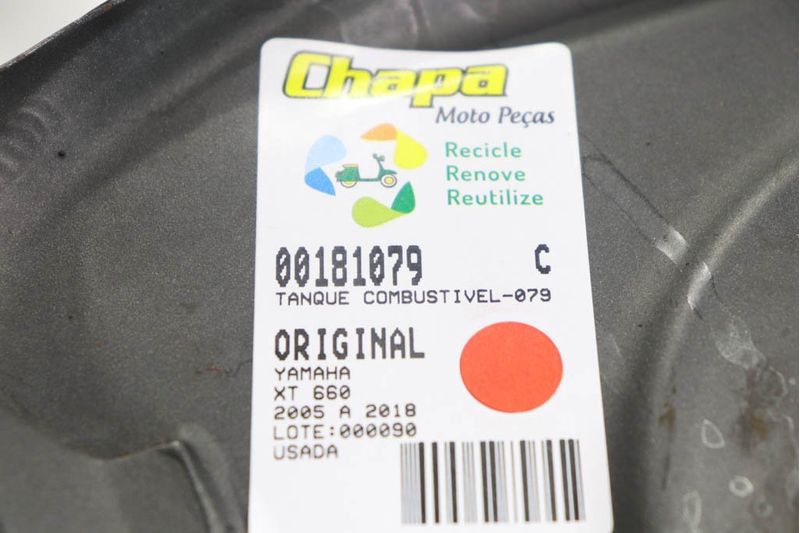 Chapa
Moto Peças
Recicle
Renove
Reutilize
00181079 C
TANQUE COMBUSTIVEL-079
ORIGINAL
YAMAHA
XT 660
2005 A 2018
LOTE:000090
USADA